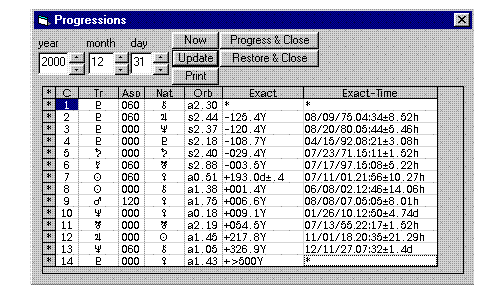 Progressions
year month day Now Progress & Close
2000 12 31 Update Restore & Close
Print
* C Tr Asp Nat Orb Exact Exact-Time
* 1 ♇ 060 ⚷ a2.30 * *
* 2 ♇ 060 ♃ s2.44 -125.4Y 08/09/75.04:34±8.52h
* 3 ♇ 000 ♆ s2.37 -120.4Y 08/20/80.05:44±5.46h
* 4 ♇ 000 ♇ s2.18 -108.7Y 04/15/92.08:21±3.08h
* 5 ♄ 000 ♄ s2.40 -029.4Y 07/23/71.15:11±1.52h
* 6 ☿ 060 ♅ s2.88 -003.5Y 07/17/97.15:08±5.22h
* 7 ☉ 060 ♀ a0.51 +193.0d±.4 07/11/01.21:56±10.27h
* 8 ☉ 000 ⚷ a1.38 +001.4Y 06/08/02.12:46±14.06h
* 9 ♂ 120 ♀ a1.75 +006.6Y 08/08/07.05:05±8.01h
* 10 ♆ 000 ♀ a0.18 +009.1Y 01/26/10.12:50±4.74d
* 11 ♅ 000 ♅ a2.19 +054.5Y 07/13/55.22:17±1.52h
* 12 ♃ 000 ☉ a1.45 +217.8Y 11/01/18.20:35±21.29h
* 13 ♆ 060 ⚷ a1.05 +326.9Y 12/11/27.07:32±1.4d
* 14 ♇ 000 ♀ a1.43 +>500Y *